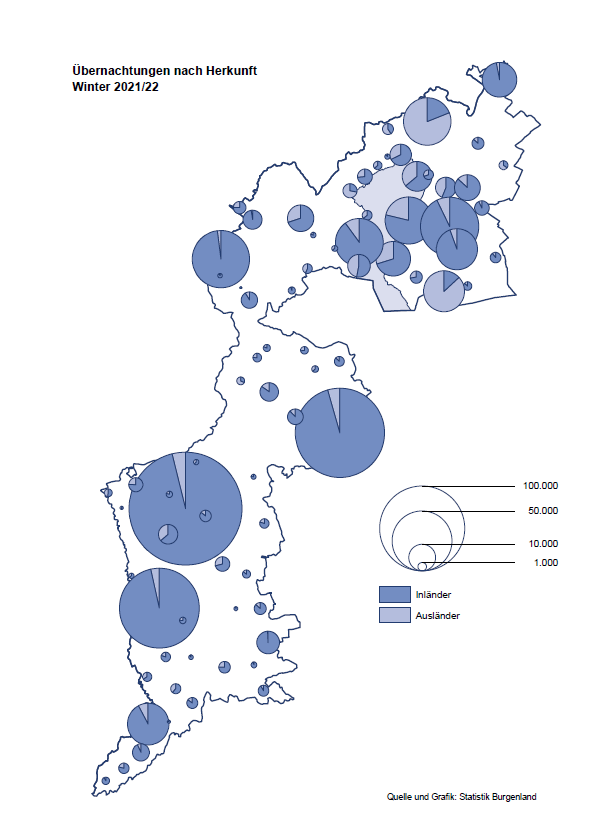 Übernachtungen nach Herkunft
Winter 2021/22
100.000
50.000
10.000
1.000
Inländer
Ausländer
Quelle und Grafik: Statistik Burgenland